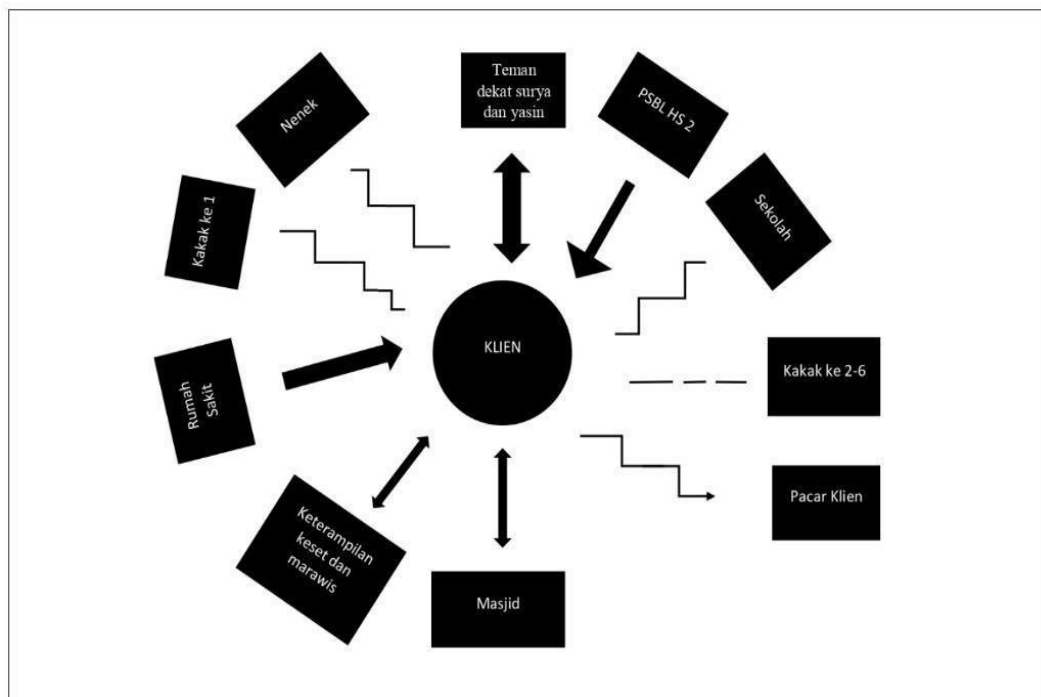 Teman
dekat surya
dan yasin
PSBL HS 2
Nenek
Sekolah
Kakak ke 1
KLIEN
Kakak ke 2-6
Rumah
Sakit
Pacar Klien
Keterampilan
keset dan
marawis
Masjid